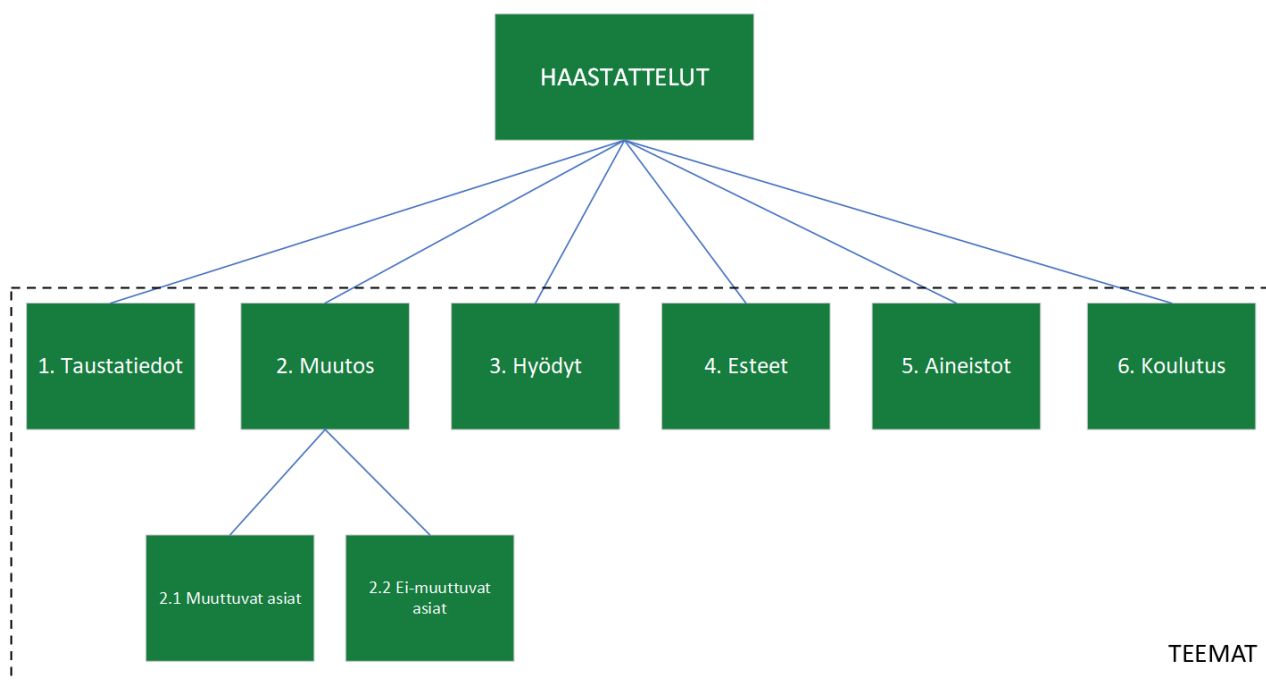 HAASTATTELUT
1. Taustatiedot
2. Muutos
3. Hyödyt
4. Esteet
5. Aineistot
6. Koulutus
2.1 Muuttuvat asiat
2.2 Ei-muuttuvat
asiat
TEEMAT